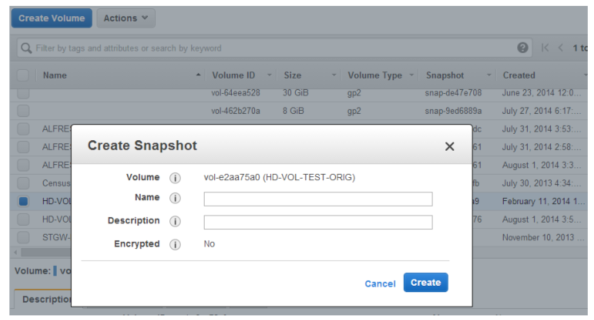 Create Volume Actions
Filter by tags and attributes or search by keyword 1 to
Name Volume ID Size Volume Type Snapshot Created
vol-64eea528 30 GiB gp2 snap-de47e708 June 23, 2014 12:0...
vol-462b270a 8 GiB gp2 snap-9ed6889a July 27, 2014 6:17:...
ALFRE dc July 31, 2014 3:53:...
ALFRE 61 July 31, 2014 2:58:...
ALFRE 61 August 1, 2014 3:3...
Census fb July 30, 2013 4:34:...
HD-VOL a9 February 11, 2014 1...
HD-VOL 76 August 1, 2014 3:5...
STGW- November 10, 2013 ...
Create Snapshot
Volume vol-e2aa75a0 (HD-VOL-TEST-ORIG)
Name
Description
Encrypted No
Cancel Create
Volume: vo
Description